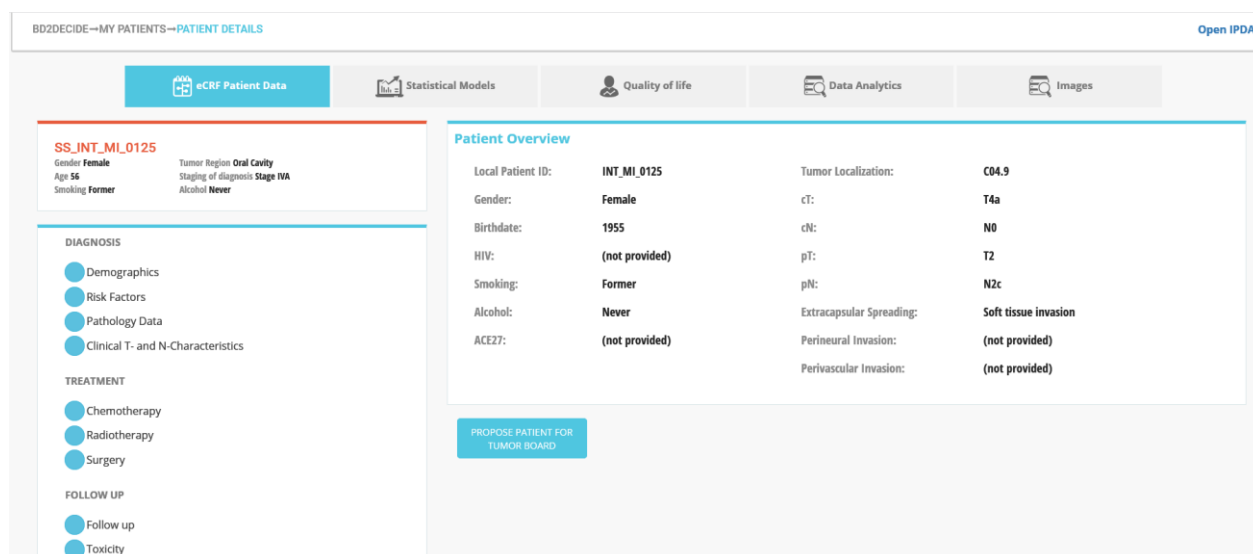 BD2DECIDE→MY PATIENTS→PATIENT DETAILS
Open IPDA
eCRF Patient Data
Statistical Models
Quality of life
Data Analytics
Images
SS_INT_MI_0125
Gender Female Tumor Region Oral Cavity
Age 56 Staging of diagnosis Stage IVA
Smoking Former Alcohol Never
DIAGNOSIS
Demographics
Risk Factors
Pathology Data
Clinical T- and N-Characteristics
TREATMENT
Chemotherapy
Radiotherapy
Surgery
FOLLOW UP
Follow up
Toxicity
Patient Overview
Local Patient ID: INT_MI_0125 Tumor Localization: C04.9
Gender: Female cT: T4a
Birthdate: 1955 cN: N0
HIV: (not provided) pT: T2
Smoking: Former pN: N2c
Alcohol: Never Extracapsular Spreading: Soft tissue invasion
ACE27: (not provided) Perineural Invasion: (not provided)
Perivascular Invasion: (not provided)
PROPOSE PATIENT FOR
TUMOR BOARD